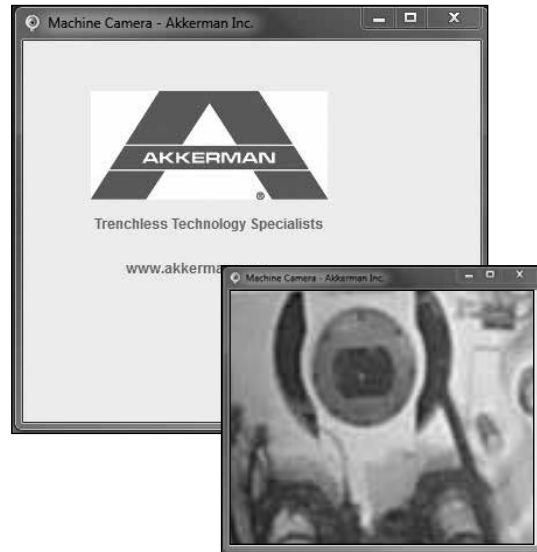 Machine Camera - Akkerman Inc.
AKKERMAN
®
Trenchless Technology Specialists
www.akkerma
Machine Camera - Akkerman Inc.